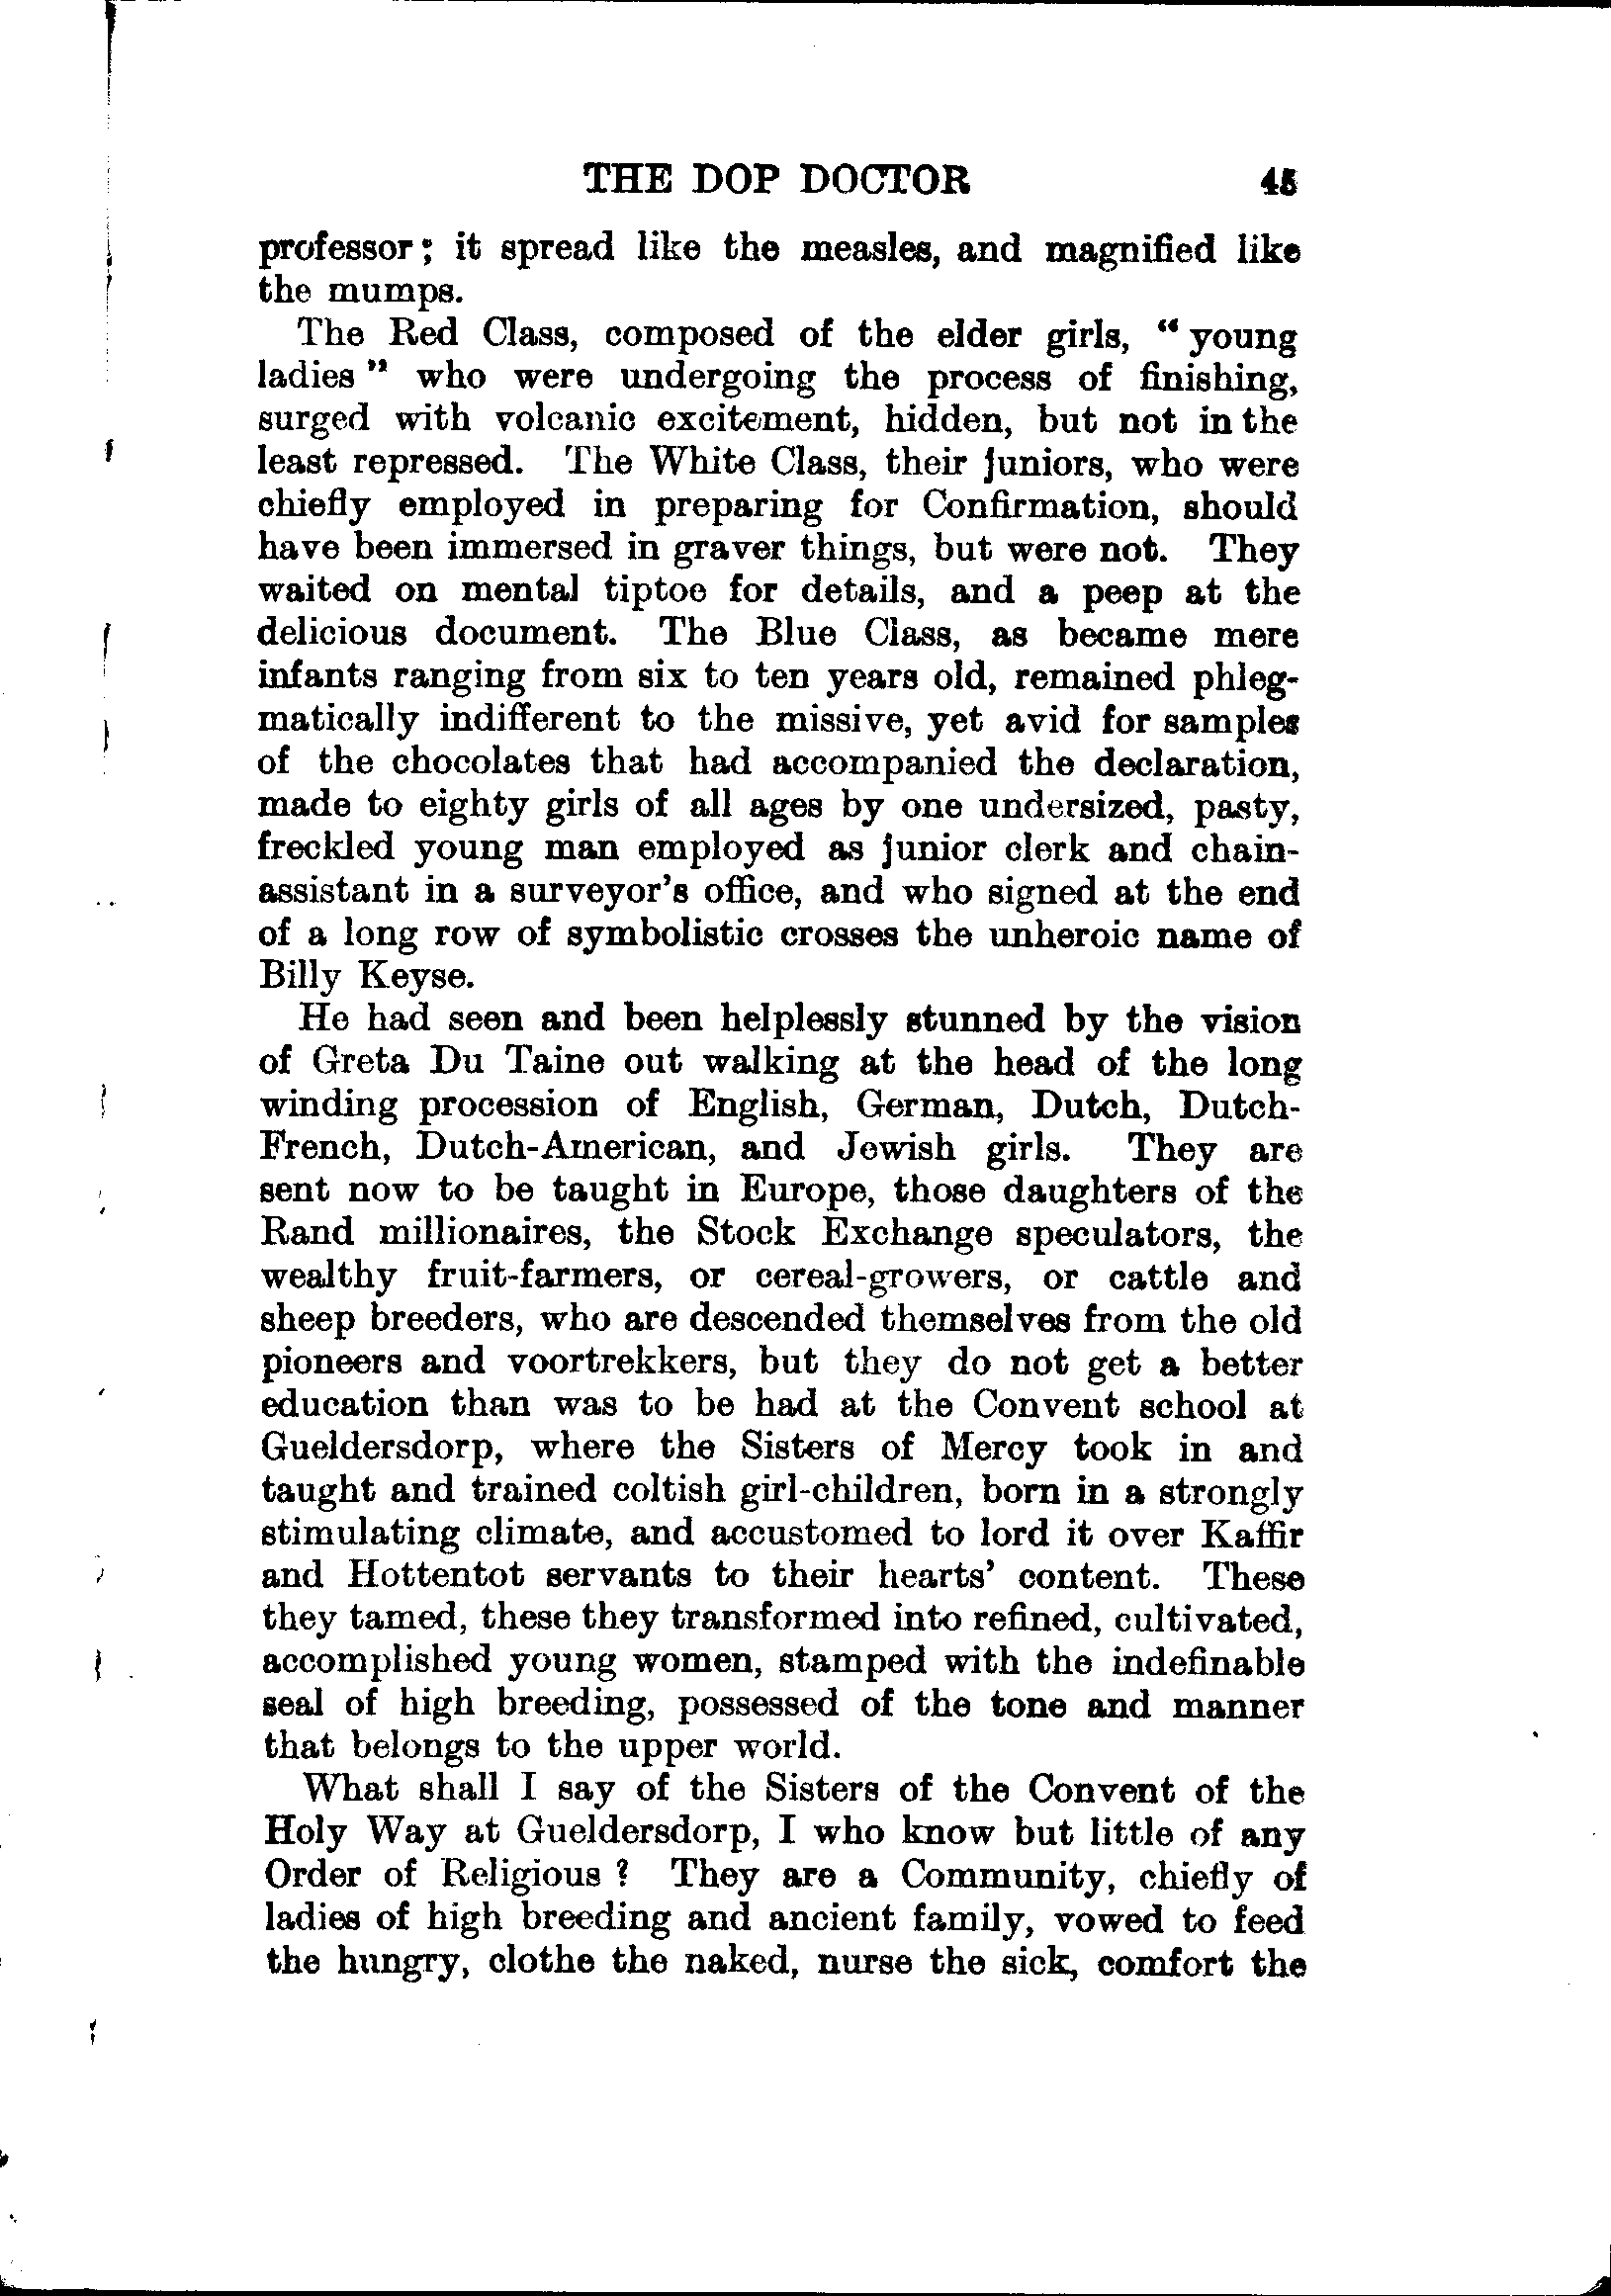 THE DOP DOCTOR 45
professor; it spread like the measles, and magnified like
the mumps.
The Red Class, composed of the elder girls, “ young
ladies ” who were undergoing the process of finishing,
surged with volcanic excitement, hidden, but not in the
least repressed. The White Class, their juniors, who were
chiefly employed in preparing for Confirmation, should
have been immersed in graver things, but were not. They
waited on mental tiptoe for details, and a peep at the
delicious document. The Blue Class, as became mere
infants ranging from six to ten years old, remained phleg-
matically indifferent to the missive, yet avid for samples
of the chocolates that had accompanied the declaration,
made to eighty girls of all ages by one undersized, pasty,
freckled young man employed as junior clerk and chain-
assistant in a surveyor’s office, and who signed at the end
of a long row of symbolistic crosses the unheroic name of
Billy Keyse.
He had seen and been helplessly stunned by the vision
of Greta Du Taine out walking at the head of the long
winding procession of English, German, Dutch, Dutch-
French, Dutch-American, and Jewish girls. They are
sent now to be taught in Europe, those daughters of the
Rand millionaires, the Stock Exchange speculators, the
wealthy fruit-farmers, or cereal-growers, or cattle and
sheep breeders, who are descended themselves from the old
pioneers and voortrekkers, but they do not get a better
education than was to be had at the Convent school at
Gueldersdorp, where the Sisters of Mercy took in and
taught and trained coltish girl-children, born in a strongly
stimulating climate, and accustomed to lord it over Kaffir
and Hottentot servants to their hearts’ content. These
they tamed, these they transformed into refined, cultivated,
accomplished young women, stamped with the indefinable
seal of high breeding, possessed of the tone and manner
that belongs to the upper world.
What shall I say of the Sisters of the Convent of the
Holy Way at Gueldersdorp, I who know but little of any
Order of Religious ? They are a Community, chiefly of
ladies of high breeding and ancient family, vowed to feed
the hungry, clothe the naked, nurse the sick, comfort the